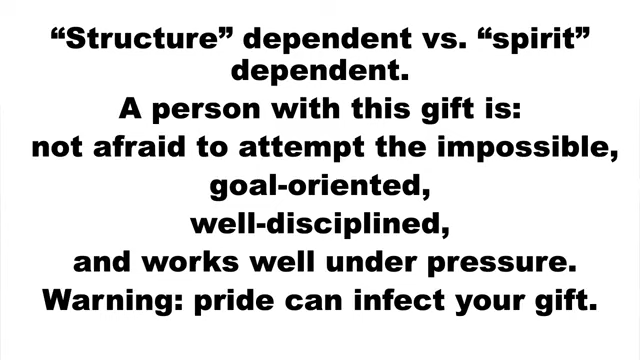 “Structure” dependent vs. “spirit”
dependent.
A person with this gift is:
not afraid to attempt the impossible,
goal-oriented,
well-disciplined,
and works well under pressure.
Warning: pride can infect your gift.